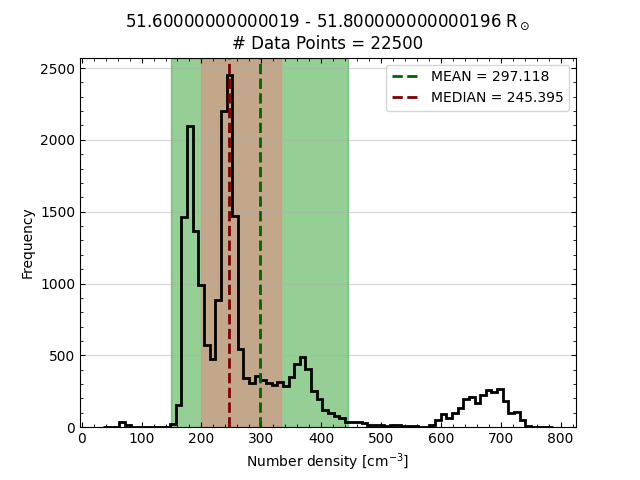 51.60000000000019 - 51.800000000000196 R⊙
# Data Points = 22500
MEAN = 297.118
MEDIAN = 245.395
2500
2000
1500
1000
500
0
Frequency
0 100 200 300 400 500 600 700 800
Number density [cm⁻³]